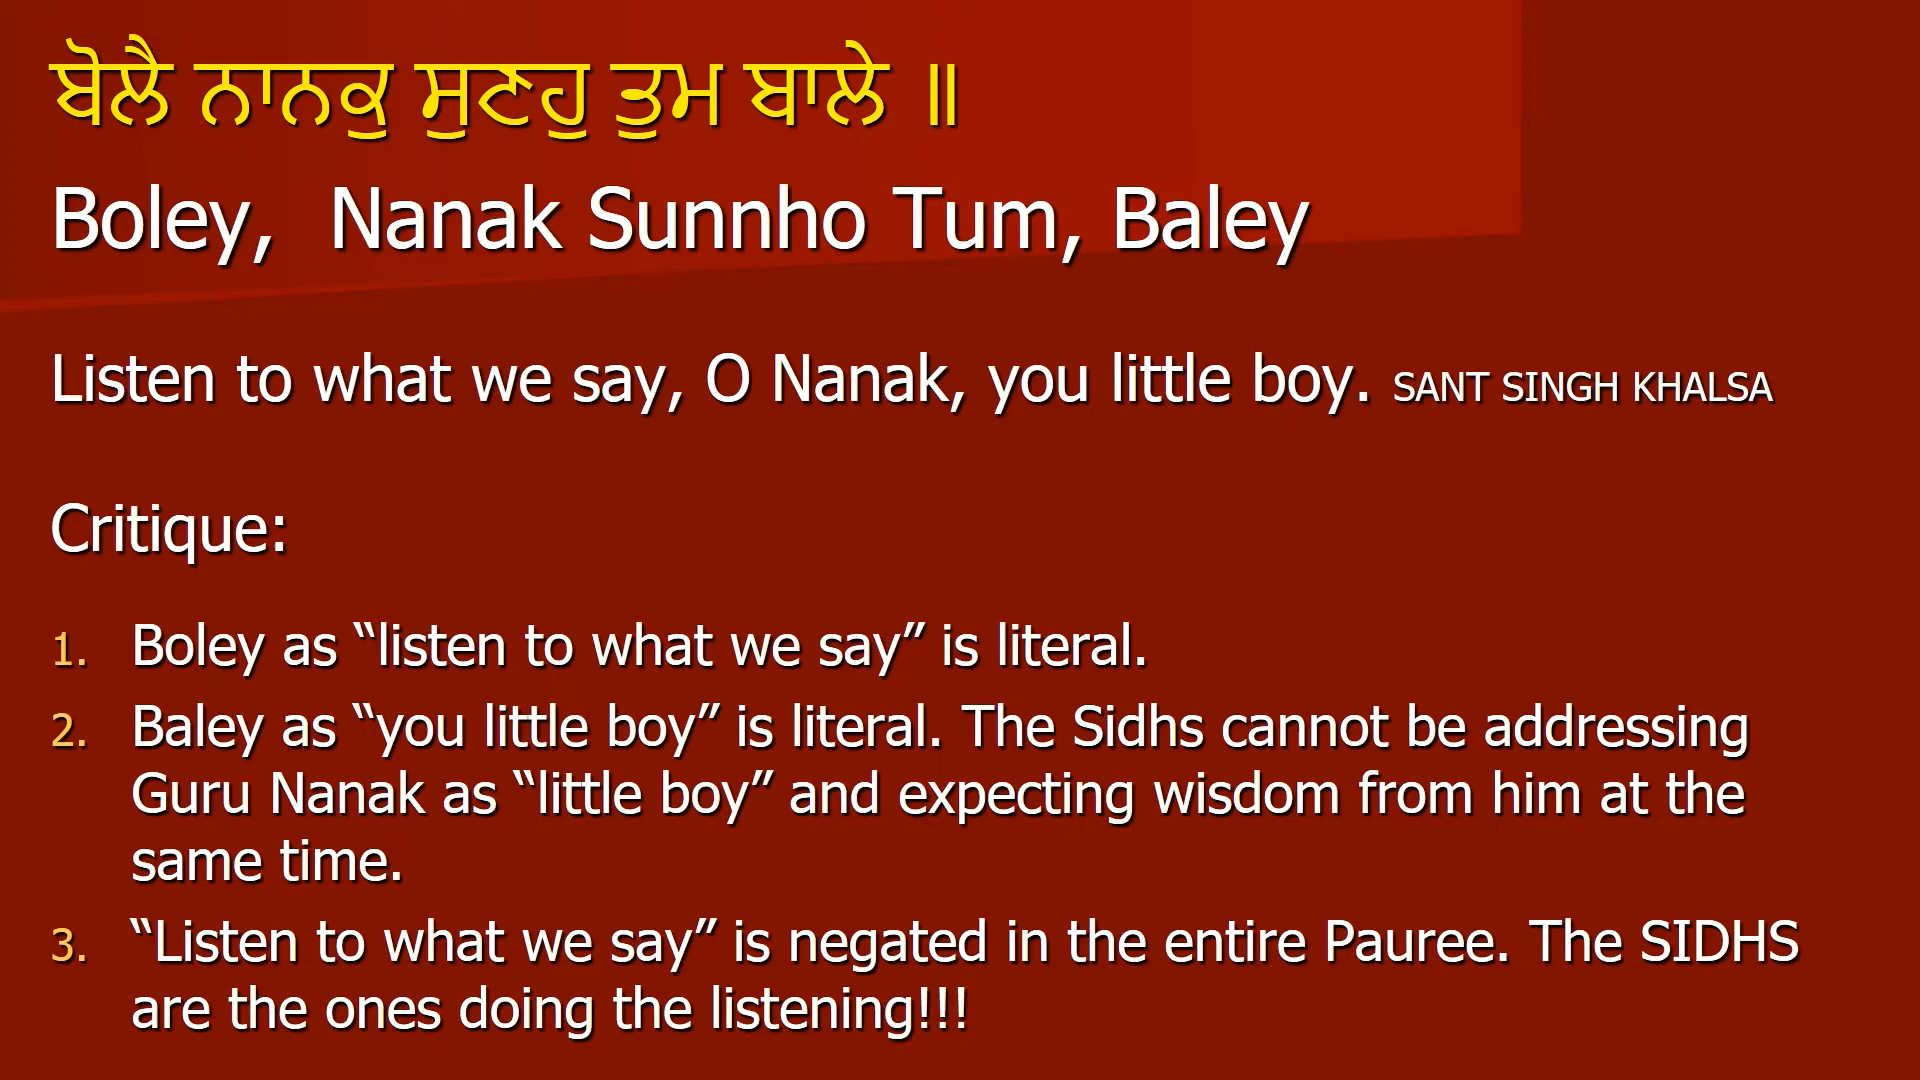 ਬੋਲੈ ਨਾਨਕੁ ਸੁਣਹੁ ਤੁਮ ਬਾਲੇ ॥
Boley, Nanak Sunnho Tum, Baley
Listen to what we say, O Nanak, you little boy. SANT SINGH KHALSA
Critique:
1. Boley as “listen to what we say” is literal.
2. Baley as “you little boy” is literal. The Sidhs cannot be addressing
Guru Nanak as “little boy” and expecting wisdom from him at the
same time.
3. “Listen to what we say” is negated in the entire Pauree. The SIDHS
are the ones doing the listening!!!